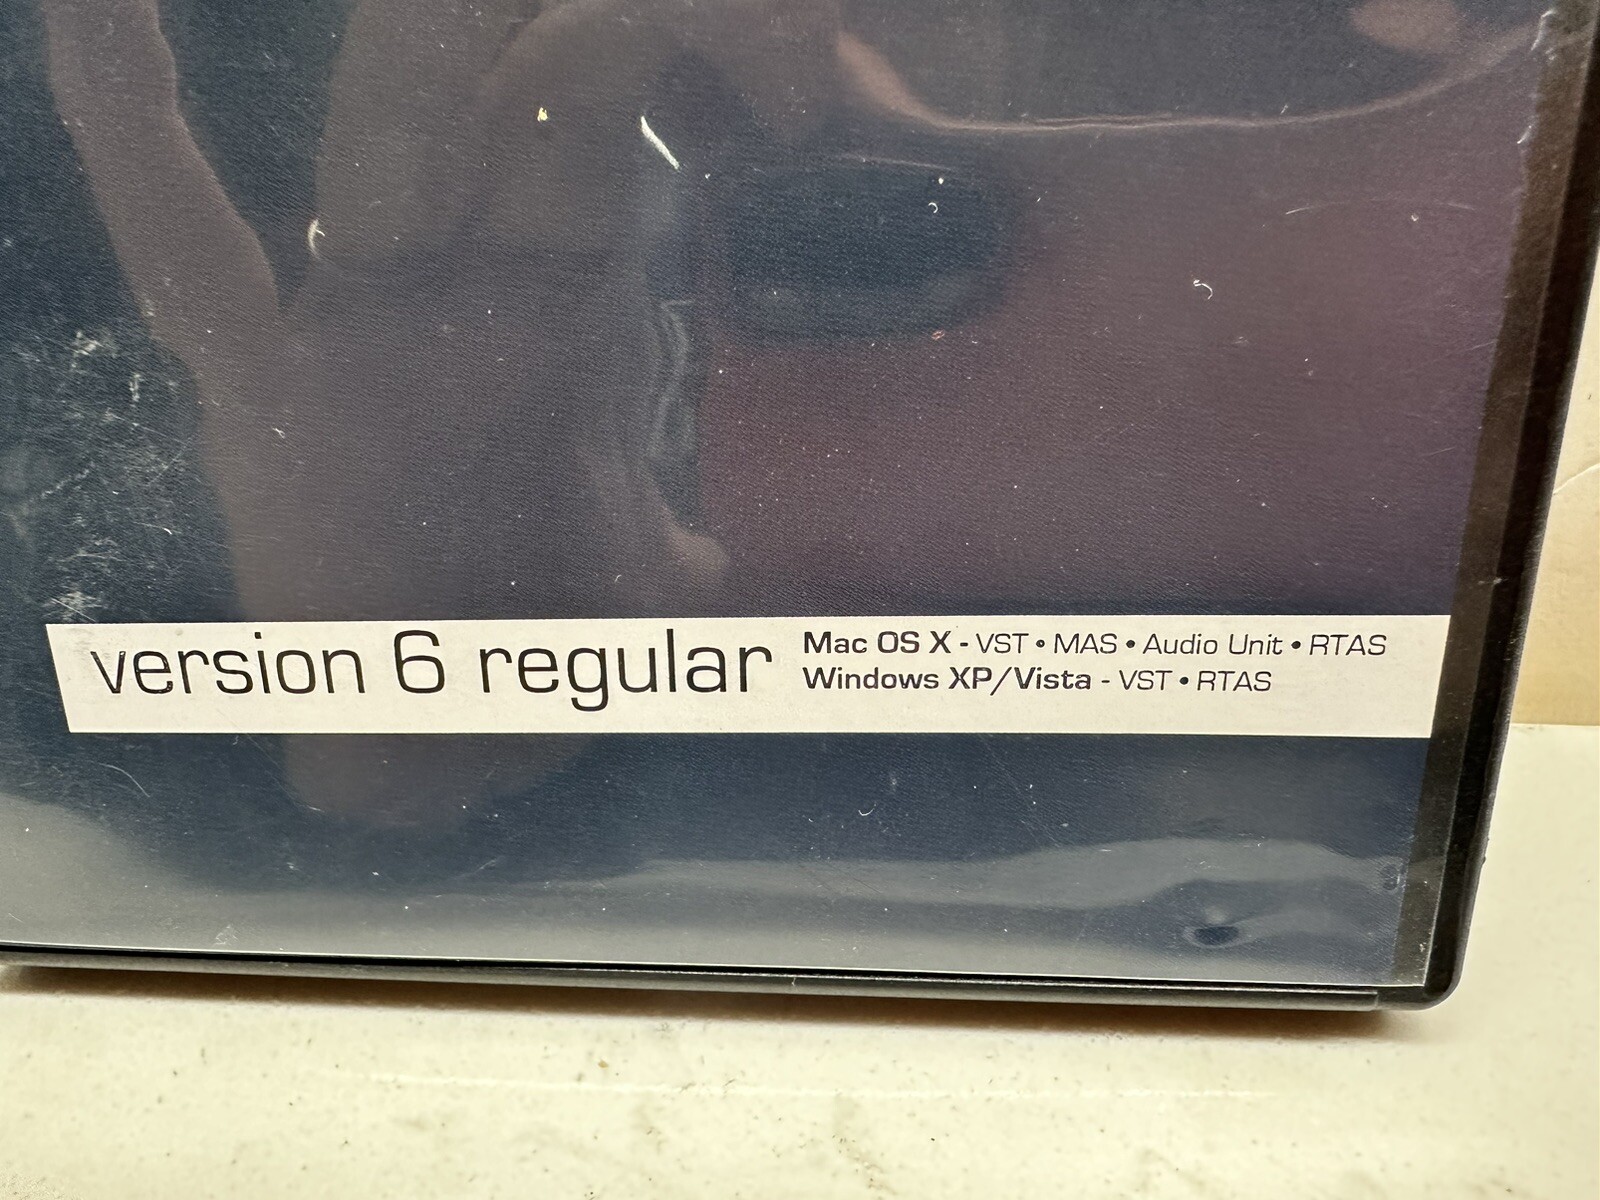 version 6 regular
Mac OS X - VST • MAS • Audio Unit • RTAS
Windows XP/Vista - VST • RTAS